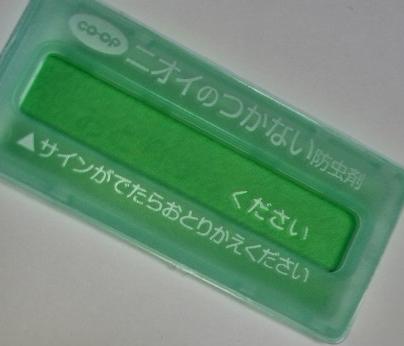 co-op
ニオイのつかない防虫剤
ください
▲サインがでたらおとりかえください